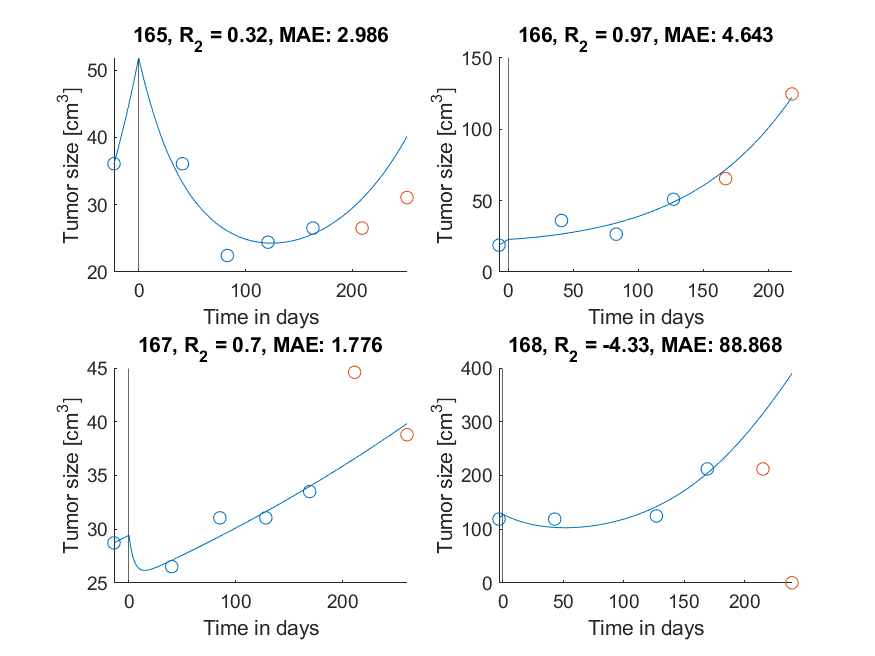 165, R2 = 0.32, MAE: 2.986
50
40
30
20
Tumor size [cm3]
0
100
200
Time in days
166, R2 = 0.97, MAE: 4.643
150
100
50
0
Tumor size [cm3]
0
50
100
150
200
Time in days
167, R2 = 0.7, MAE: 1.776
45
40
35
30
25
Tumor size [cm3]
0
100
200
Time in days
168, R2 = -4.33, MAE: 88.868
400
300
200
100
0
Tumor size [cm3]
0
50
100
150
200
Time in days